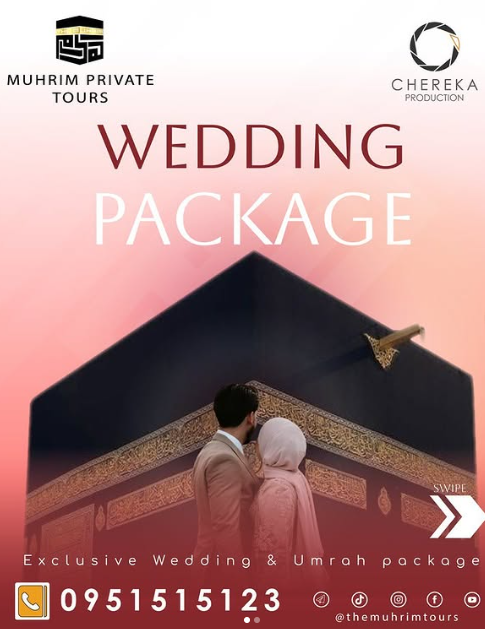 MUHRIM PRIVATE
TOURS
CHEREKA
PRODUCTION
WEDDING
PACKAGE
SWIPE
Exclusive Wedding & Umrah package
0951515123
@themuhrimtours